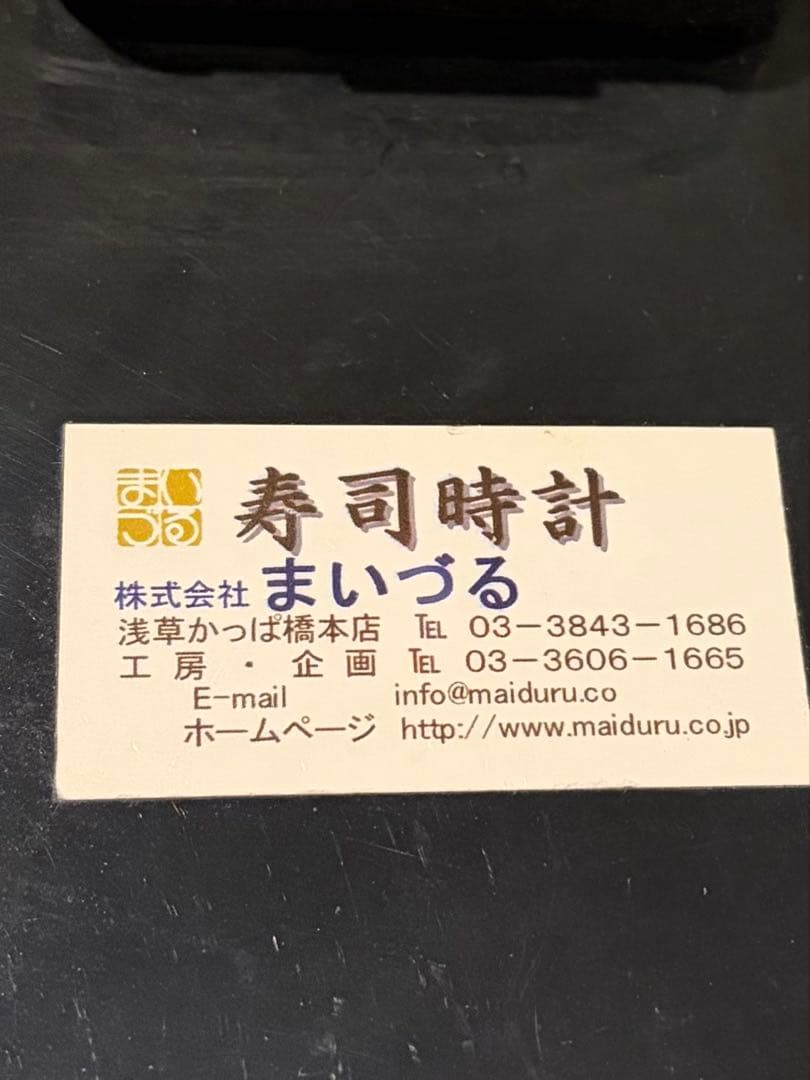 まい
づる
寿司時計
株式会社 まいづる
浅草かっぱ橋本店 ℡ 03-3843-1686
工房・企画 ℡ 03-3606-1665
E-mail info@maiduru.co
ホームページ http://www.maiduru.co.jp